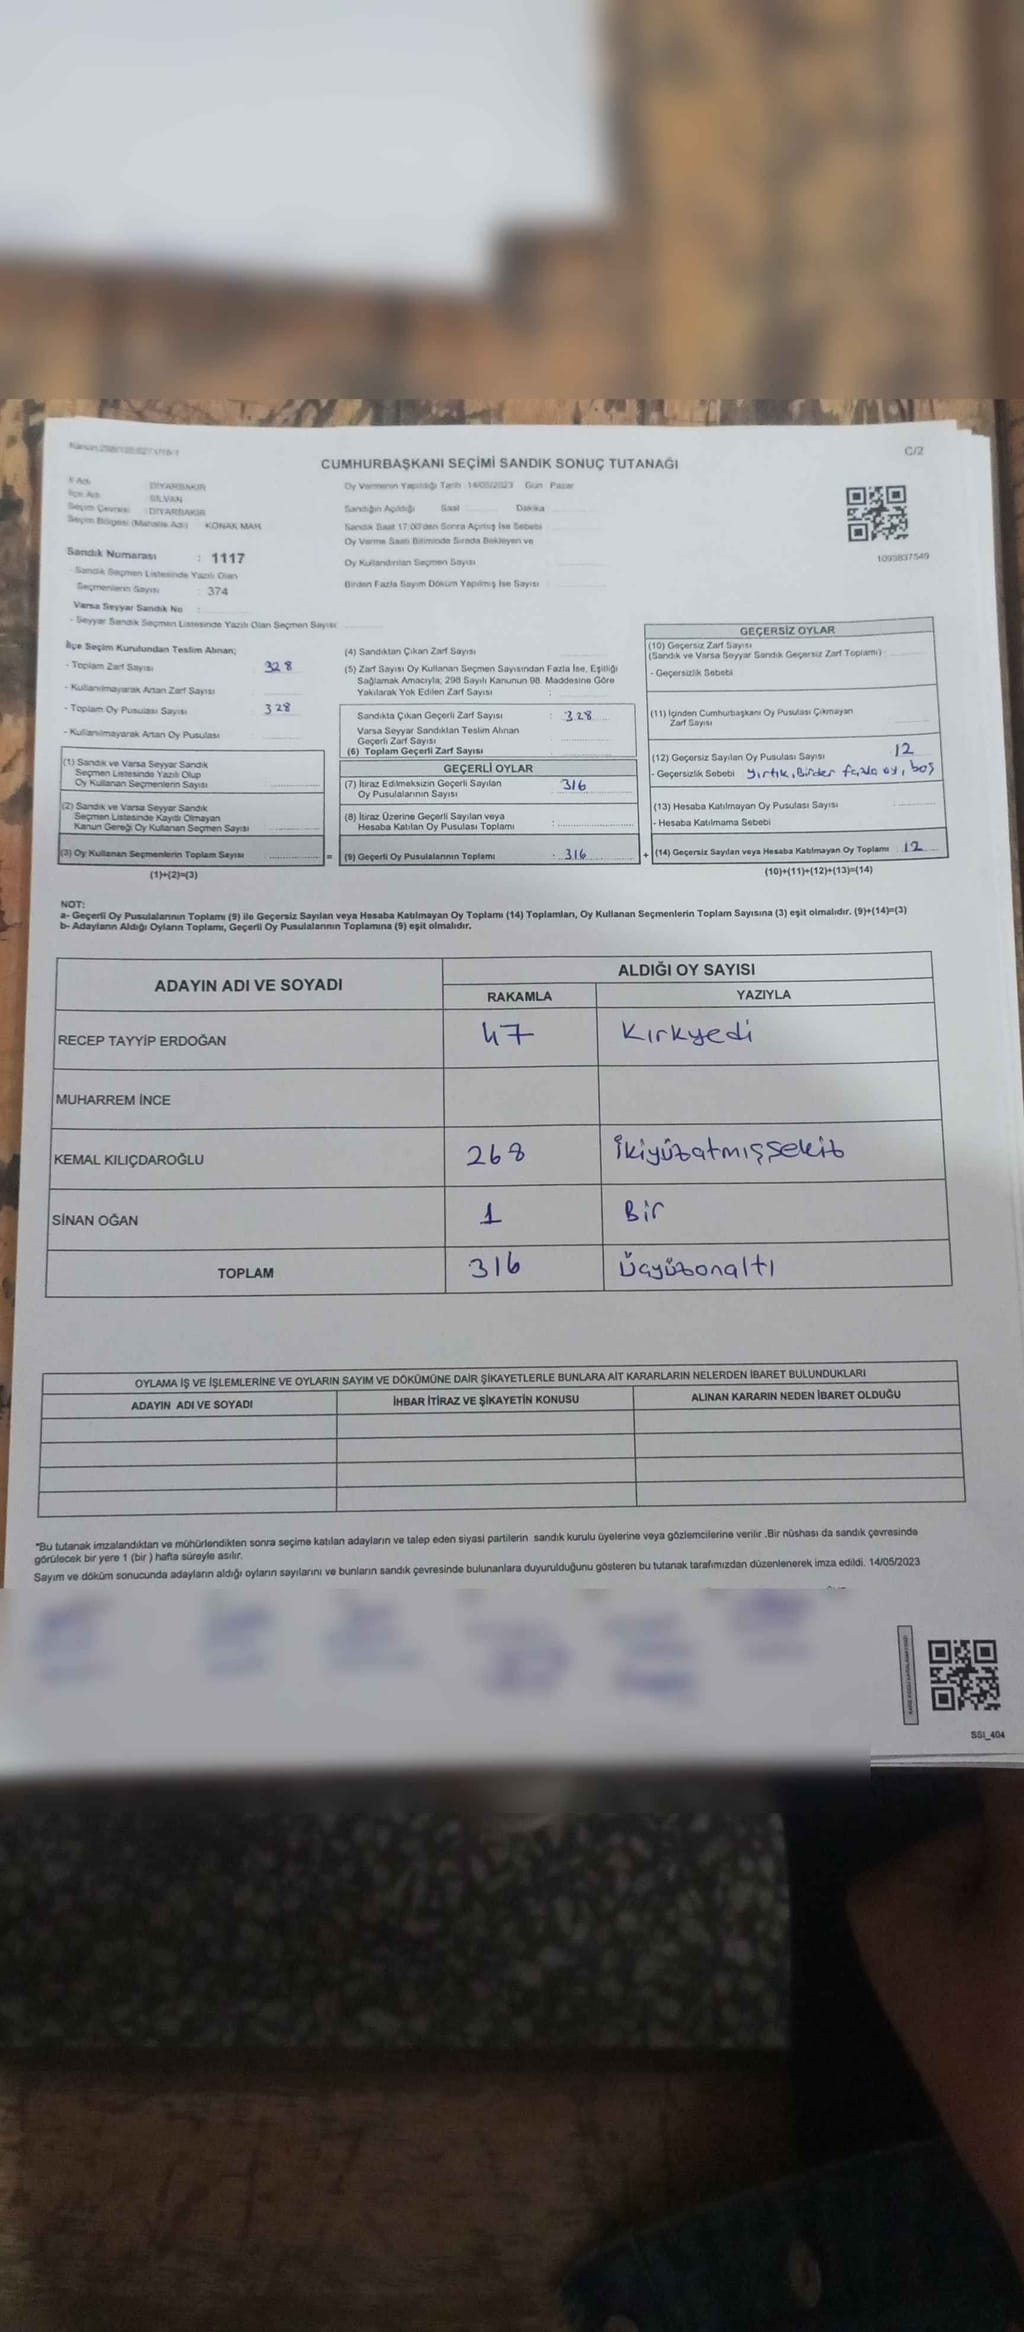 C/2
CUMHURBAŞKANI SEÇİMİ SANDIK SONUÇ TUTANAĞI
İl Adı : DİYARBAKIR
İlçe Adı : SİLVAN
Seçim Çevresi : DİYARBAKIR
Seçim Bölgesi (Mahalle Adı) : KONAK MAH.
Sandık Numarası : 1117
- Sandık Seçmen Listesinde Yazılı Olan
Seçmenlerin Sayısı : 374
Varsa Seyyar Sandık No :
- Seyyar Sandık Seçmen Listesinde Yazılı Olan Seçmen Sayısı:
Oy Vermenin Yapıldığı Tarih : 14/05/2023 Gün : Pazar
Sandığın Açıldığı Saat Dakika
Sandık Saat 17:00'den Sonra Açılmış İse Sebebi
Oy Verme Saati Bitiminde Sırada Bekleyen ve
Oy Kullandırılan Seçmen Sayısı
Birden Fazla Sayım Döküm Yapılmış İse Sayısı :
1093837549
İlçe Seçim Kurulundan Teslim Alınan;
- Toplam Zarf Sayısı 328
- Kullanılmayarak Artan Zarf Sayısı
- Toplam Oy Pusulası Sayısı 328
- Kullanılmayarak Artan Oy Pusulası
(1) Sandık ve Varsa Seyyar Sandık
Seçmen Listesinde Yazılı Olup
Oy Kullanan Seçmenlerin Sayısı
(2) Sandık ve Varsa Seyyar Sandık
Seçmen Listesinde Kayıtlı Olmayan
Kanun Gereği Oy Kullanan Seçmen Sayısı
(3) Oy Kullanan Seçmenlerin Toplam Sayısı =
(1)+(2)=(3)
(4) Sandıktan Çıkan Zarf Sayısı
(5) Zarf Sayısı Oy Kullanan Seçmen Sayısından Fazla İse, Eşitliği
Sağlamak Amacıyla; 298 Sayılı Kanunun 98. Maddesine Göre
Yakılarak Yok Edilen Zarf Sayısı :
Sandıkta Çıkan Geçerli Zarf Sayısı : 328
Varsa Seyyar Sandıktan Teslim Alınan
Geçerli Zarf Sayısı
(6) Toplam Geçerli Zarf Sayısı
GEÇERLİ OYLAR
(7) İtiraz Edilmeksizin Geçerli Sayılan
Oy Pusulalarının Sayısı 316
(8) İtiraz Üzerine Geçerli Sayılan veya
Hesaba Katılan Oy Pusulası Toplamı :
(9) Geçerli Oy Pusulalarının Toplamı : 316 +
GEÇERSİZ OYLAR
(10) Geçersiz Zarf Sayısı
(Sandık ve Varsa Seyyar Sandık Geçersiz Zarf Toplamı)
- Geçersizlik Sebebi
(11) İçinden Cumhurbaşkanı Oy Pusulası Çıkmayan
Zarf Sayısı
(12) Geçersiz Sayılan Oy Pusulası Sayısı 12
- Geçersizlik Sebebi Yırtık, Birden fazla oy, boş
(13) Hesaba Katılmayan Oy Pusulası Sayısı
- Hesaba Katılmama Sebebi
(14) Geçersiz Sayılan veya Hesaba Katılmayan Oy Toplamı : 12
(10)+(11)+(12)+(13)=(14)
NOT:
a- Geçerli Oy Pusulalarının Toplamı (9) ile Geçersiz Sayılan veya Hesaba Katılmayan Oy Toplamı (14) Toplamları, Oy Kullanan Seçmenlerin Toplam Sayısına (3) eşit olmalıdır. (9)+(14)=(3)
b- Adayların Aldığı Oyların Toplamı, Geçerli Oy Pusulalarının Toplamına (9) eşit olmalıdır.
ADAYIN ADI VE SOYADI
ALDIĞI OY SAYISI
RAKAMLA YAZIYLA
RECEP TAYYİP ERDOĞAN 47 Kırkyedi
MUHARREM İNCE
KEMAL KILIÇDAROĞLU 268 İkiyüzatmışsekiz
SİNAN OĞAN 1 Bir
TOPLAM 316 Üçyüzonaltı
OYLAMA İŞ VE İŞLEMLERİNE VE OYLARIN SAYIM VE DÖKÜMÜNE DAİR ŞİKAYETLERLE BUNLARA AİT KARARLARIN NELERDEN İBARET BULUNDUKLARI
ADAYIN ADI VE SOYADI İHBAR İTİRAZ VE ŞİKAYETİN KONUSU ALINAN KARARIN NEDEN İBARET OLDUĞU
*Bu tutanak imzalandıktan ve mühürlendikten sonra seçime katılan adayların ve talep eden siyasi partilerin sandık kurulu üyelerine veya gözlemcilerine verilir .Bir nüshası da sandık çevresinde
görülecek bir yere 1 (bir ) hafta süreyle asılır.
Sayım ve döküm sonucunda adayların aldığı oyların sayılarını ve bunların sandık çevresinde bulunanlara duyurulduğunu gösteren bu tutanak tarafımızdan düzenlenerek imza edildi. 14/05/2023
SSI_404